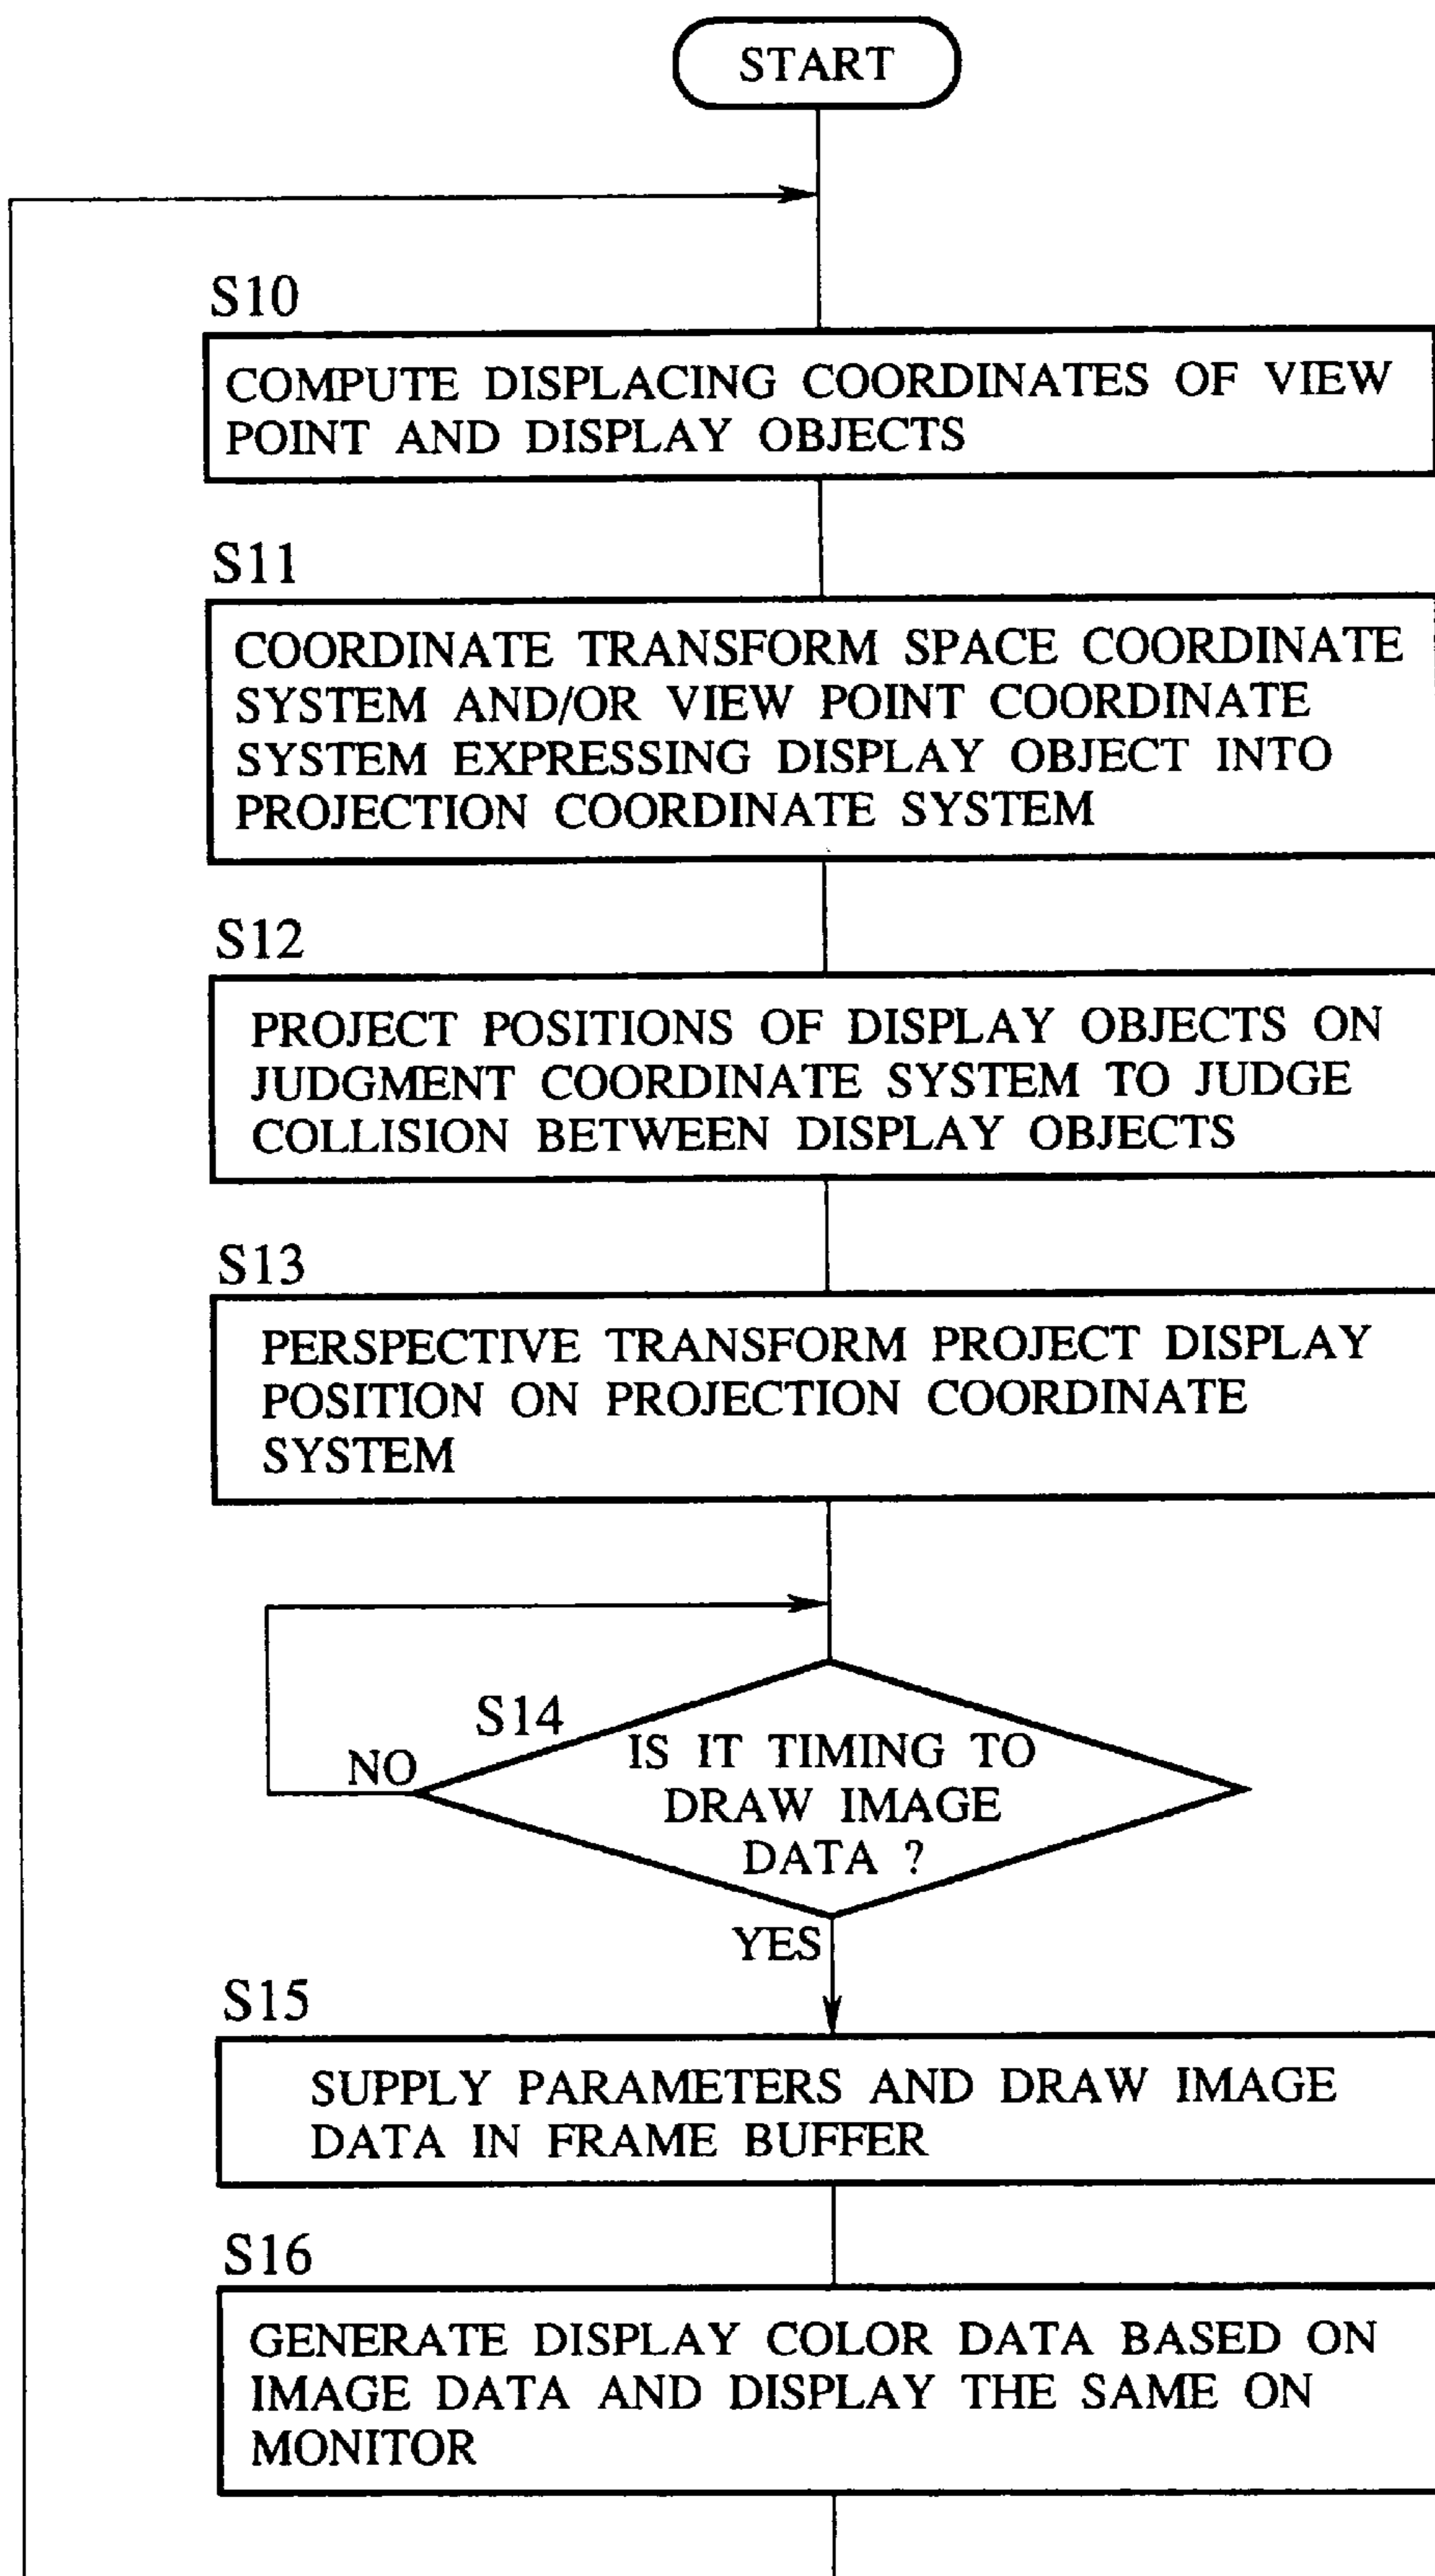 START
S10
COMPUTE DISPLACING COORDINATES OF VIEW
POINT AND DISPLAY OBJECTS
S11
COORDINATE TRANSFORM SPACE COORDINATE
SYSTEM AND/OR VIEW POINT COORDINATE
SYSTEM EXPRESSING DISPLAY OBJECT INTO
PROJECTION COORDINATE SYSTEM
S12
PROJECT POSITIONS OF DISPLAY OBJECTS ON
JUDGMENT COORDINATE SYSTEM TO JUDGE
COLLISION BETWEEN DISPLAY OBJECTS
S13
PERSPECTIVE TRANSFORM PROJECT DISPLAY
POSITION ON PROJECTION COORDINATE
SYSTEM
S14
NO
IS IT TIMING TO
DRAW IMAGE
DATA ?
YES
S15
SUPPLY PARAMETERS AND DRAW IMAGE
DATA IN FRAME BUFFER
S16
GENERATE DISPLAY COLOR DATA BASED ON
IMAGE DATA AND DISPLAY THE SAME ON
MONITOR